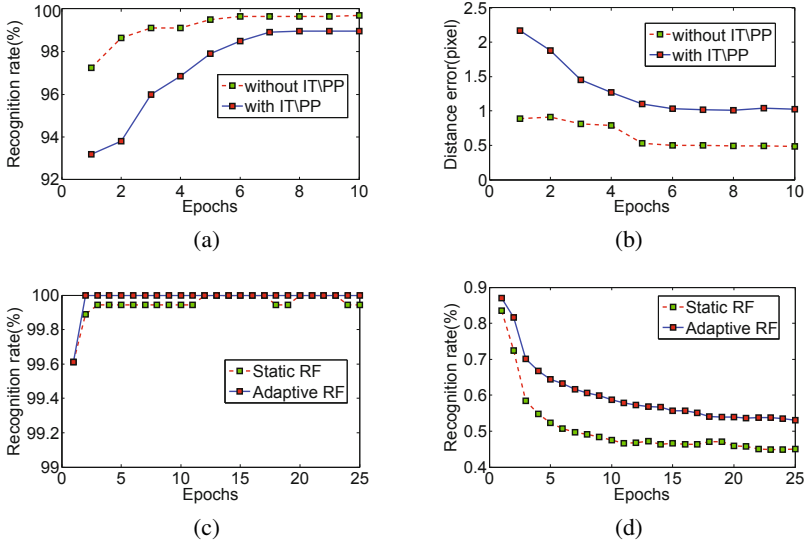 100
98
96
94
92
0
2
4
6
8
10
Recognition rate(%)
Epochs
without IT\PP
with IT\PP
(a)
2.5
2
1.5
1
0.5
0
0
2
4
6
8
10
Distance error(pixel)
Epochs
without IT\PP
with IT\PP
(b)
100
99.8
99.6
99.4
99.2
99
0
5
10
15
20
25
Recognition rate(%)
Epochs
Static RF
Adaptive RF
(c)
0.9
0.8
0.7
0.6
0.5
0.4
0
5
10
15
20
25
Recognition rate(%)
Epochs
Static RF
Adaptive RF
(d)